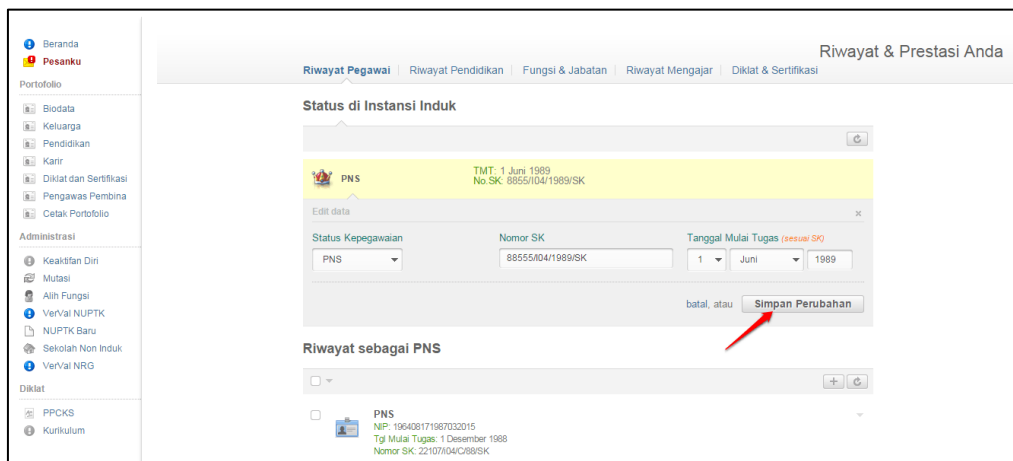 Beranda
Pesanku
Portofolio
Biodata
Keluarga
Pendidikan
Karir
Diklat dan Sertifikasi
Pengawas Pembina
Cetak Portofolio
Administrasi
Keaktifan Diri
Mutasi
Alih Fungsi
VerVal NUPTK
NUPTK Baru
Sekolah Non Induk
VerVal NRG
Diklat
PPCKS
Kurikulum
Riwayat & Prestasi Anda
Riwayat Pegawai Riwayat Pendidikan Fungsi & Jabatan Riwayat Mengajar Diklat & Sertifikasi
Status di Instansi Induk
PNS
TMT: 1 Juni 1989
No.SK: 8855/I04/1989/SK
Edit data
Status Kepegawaian Nomor SK Tanggal Mulai Tugas (sesuai SK)
PNS 88555/I04/1989/SK 1 Juni 1989
batal, atau Simpan Perubahan
Riwayat sebagai PNS
PNS
NIP: 196408171987032015
Tgl Mulai Tugas: 1 Desember 1988
Nomor SK: 22107/I04/C/88/SK